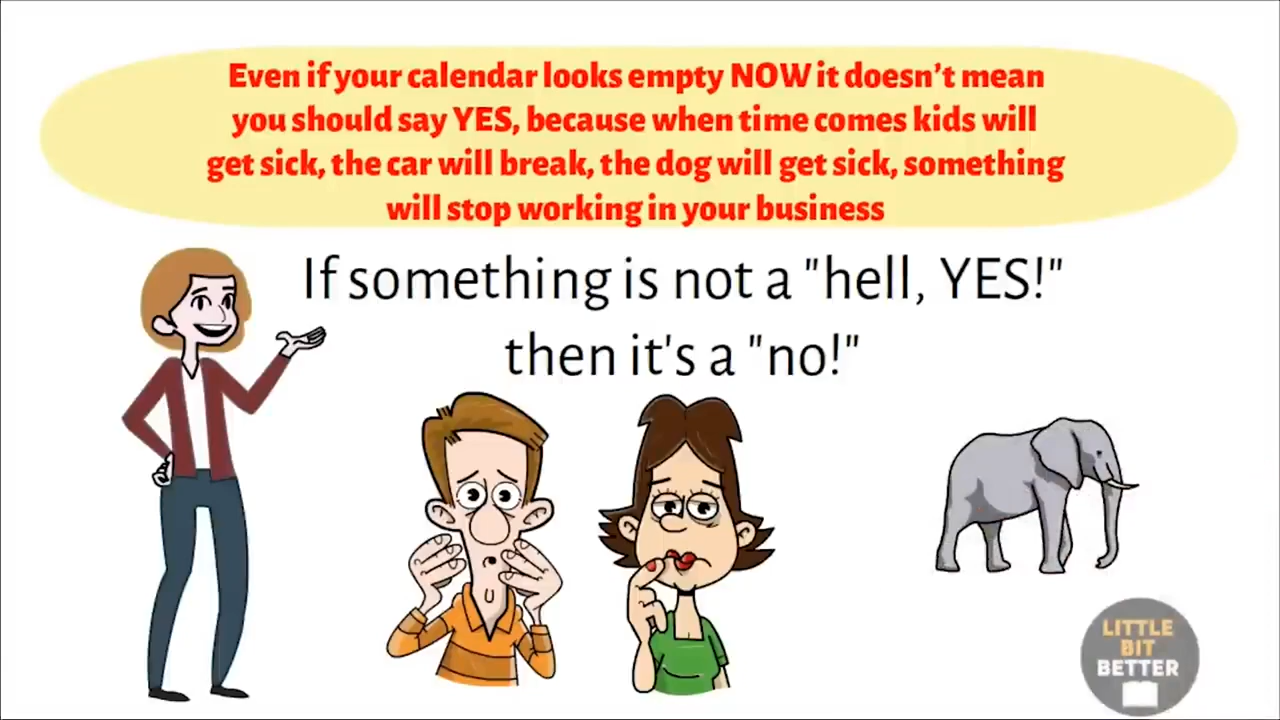 Even if your calendar looks empty NOW it doesn’t mean
you should say YES, because when time comes kids will
get sick, the car will break, the dog will get sick, something
will stop working in your business
If something is not a "hell, YES!"
then it's a "no!"
LITTLE
BIT
BETTER